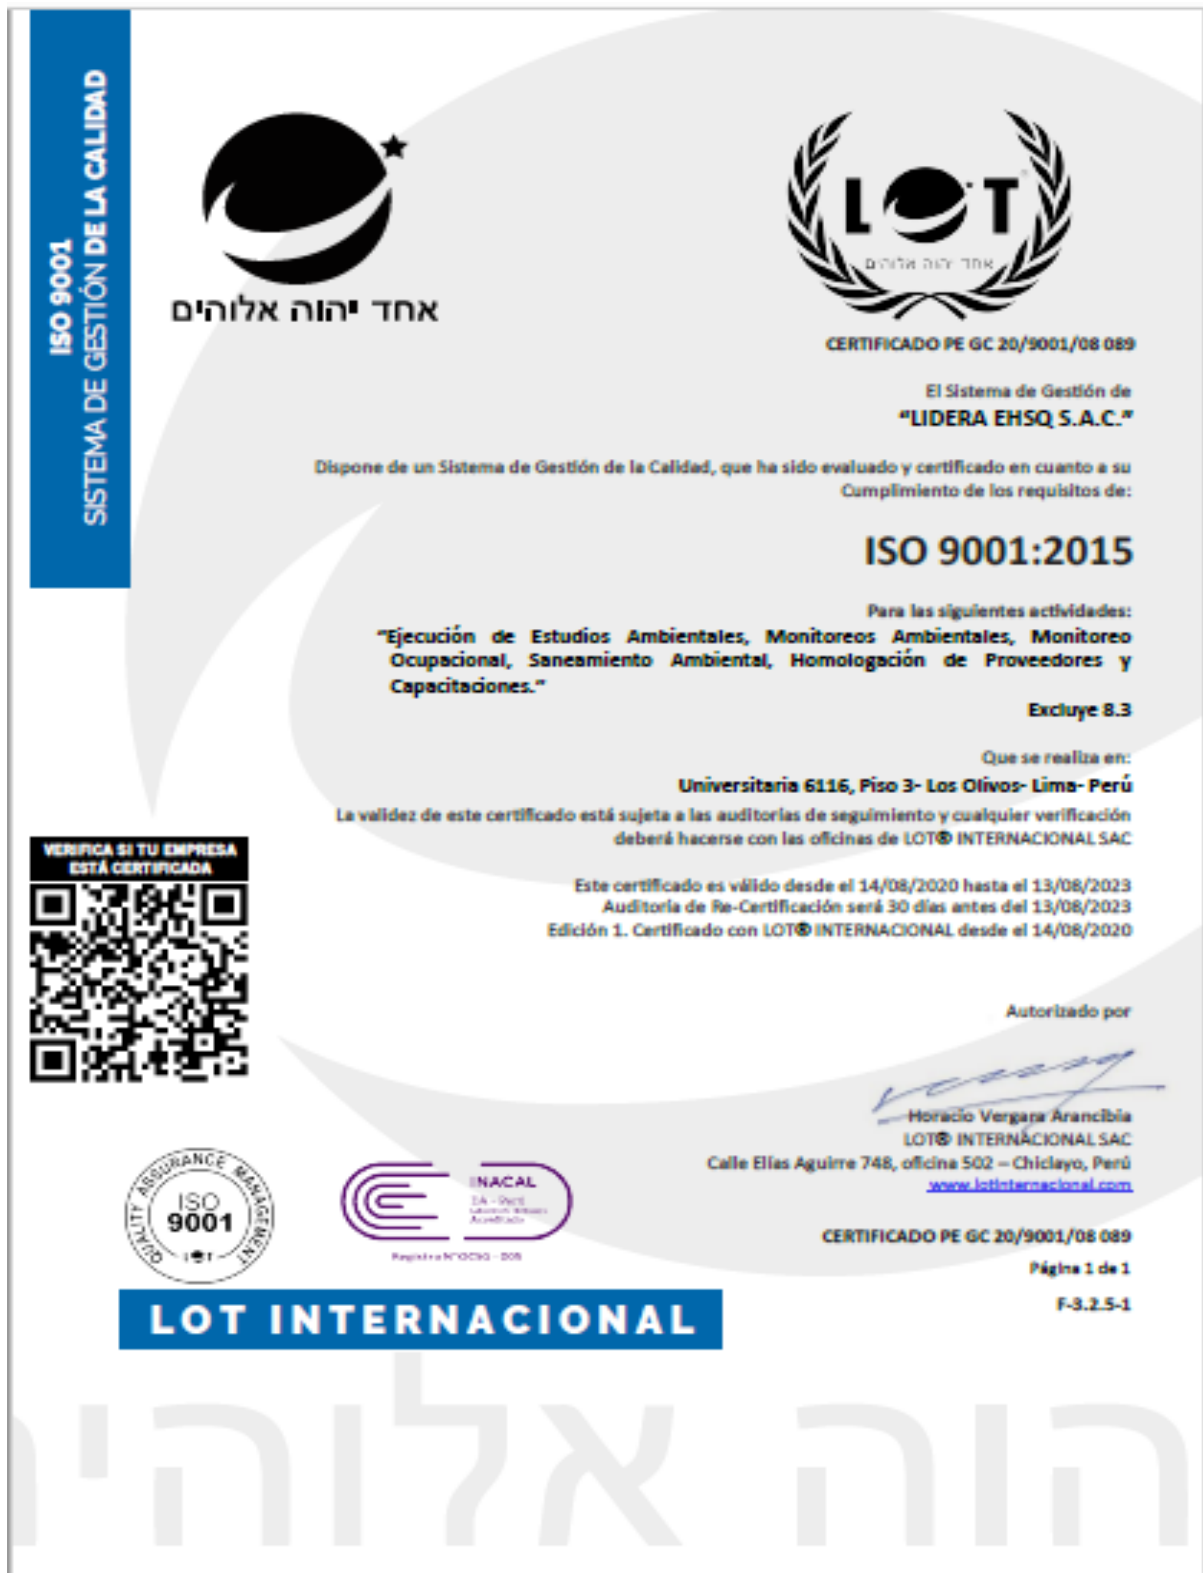 ISO 9001
SISTEMA DE GESTIÓN DE LA CALIDAD
אחד יהוה אלוהים
LOT
אחד יהוה אלוהים
CERTIFICADO PE GC 20/9001/08 089
El Sistema de Gestión de
“LIDERA EHSQ S.A.C.”
Dispone de un Sistema de Gestión de la Calidad, que ha sido evaluado y certificado en cuanto a su
Cumplimiento de los requisitos de:
ISO 9001:2015
Para las siguientes actividades:
“Ejecución de Estudios Ambientales, Monitoreos Ambientales, Monitoreo
Ocupacional, Saneamiento Ambiental, Homologación de Proveedores y
Capacitaciones.”
Excluye 8.3
Que se realiza en:
Universitaria 6116, Piso 3- Los Olivos- Lima- Perú
La validez de este certificado está sujeta a las auditorías de seguimiento y cualquier verificación
deberá hacerse con las oficinas de LOT® INTERNACIONAL SAC
VERIFICA SI TU EMPRESA
ESTÁ CERTIFICADA
Este certificado es válido desde el 14/08/2020 hasta el 13/08/2023
Auditoría de Re-Certificación será 30 días antes del 13/08/2023
Edición 1. Certificado con LOT® INTERNACIONAL desde el 14/08/2020
Autorizado por
Horacio Vergara Arancibia
LOT® INTERNACIONAL SAC
Calle Elías Aguirre 748, oficina 502 – Chiclayo, Perú
www.lotinternacional.com
QUALITY ASSURANCE MANAGEMENT
ISO
9001
LOT
INACAL
DA - Perú
Acreditado
CERTIFICADO PE GC 20/9001/08 089
Página 1 de 1
F-3.2.5-1
LOT INTERNACIONAL
הוה אלוהים